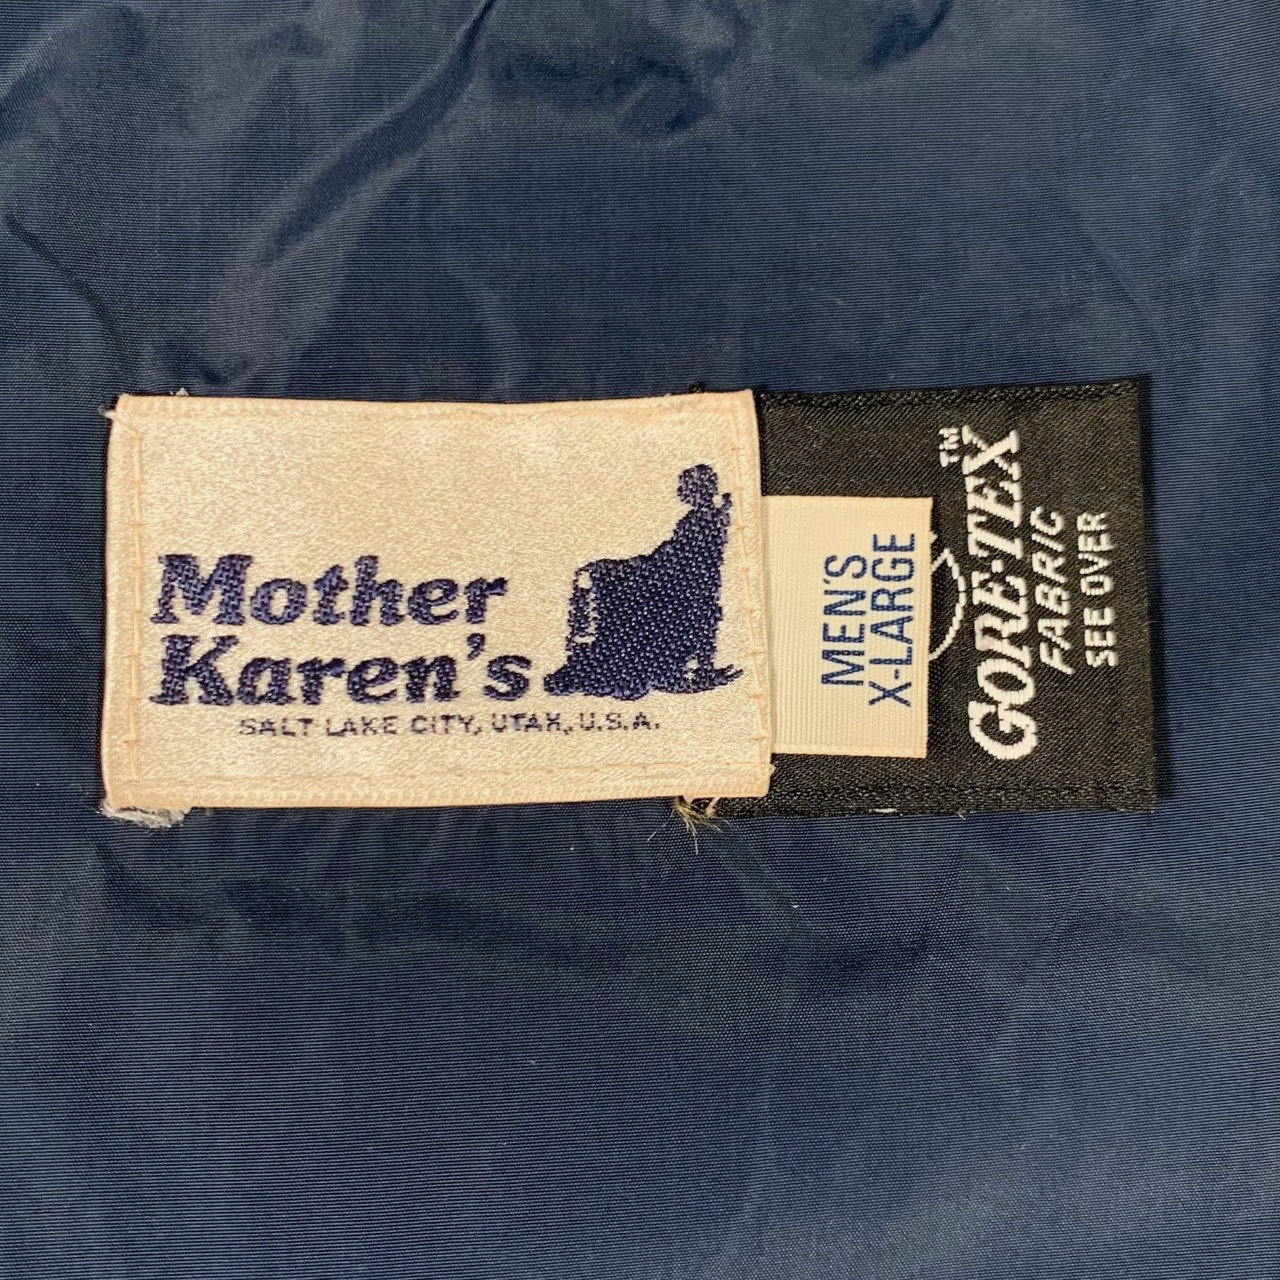 Mother
Karen's
SALT LAKE CITY, UTAH, U.S.A.
MEN'S
X-LARGE
GORE-TEX™
FABRIC
SEE OVER